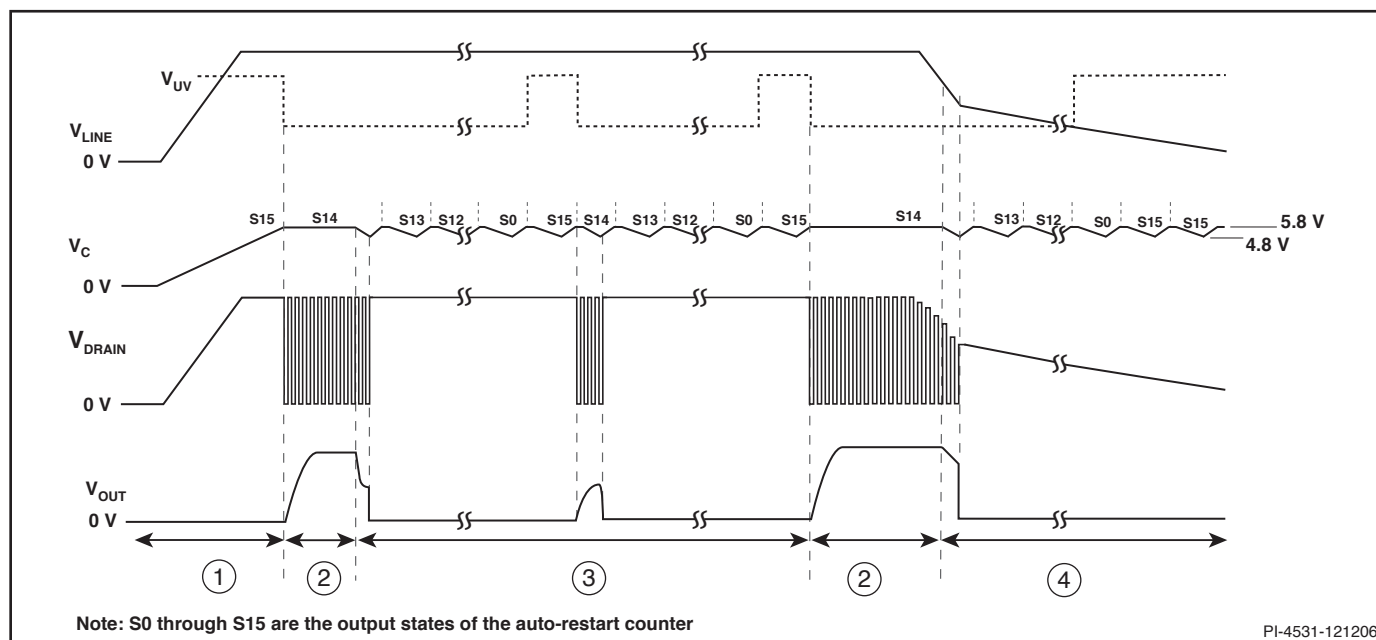 V_UV
V_LINE
0 V
S15 S14 S13 S12 S0 S15 S14 S13 S12 S0 S15 S14 S13 S12 S0 S15 S15 5.8 V
4.8 V
V_C
0 V
V_DRAIN
0 V
V_OUT
0 V
1 2 3 2 4
Note: S0 through S15 are the output states of the auto-restart counter
PI-4531-121206